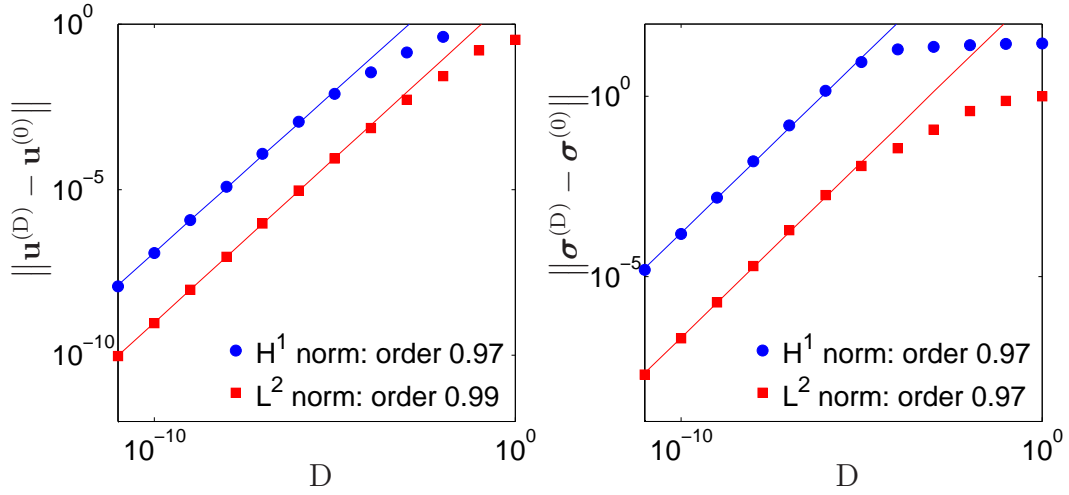 10^0
10^−5
10^−10
‖u^(D) − u^(0)‖
H^1 norm: order 0.97
L^2 norm: order 0.99
10^−10
10^0
D
10^0
10^−5
‖σ^(D) − σ^(0)‖
H^1 norm: order 0.97
L^2 norm: order 0.97
10^−10
10^0
D